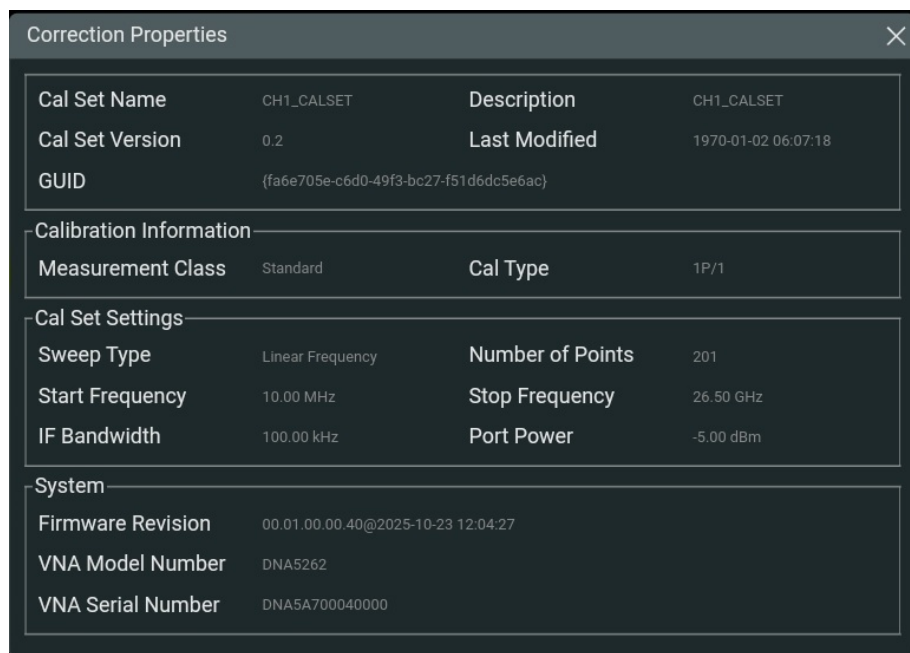 Correction Properties
Cal Set Name CH1_CALSET Description CH1_CALSET
Cal Set Version 0.2 Last Modified 1970-01-02 06:07:18
GUID {fa6e705e-c6d0-49f3-bc27-f51d6dc5e6ac}
Calibration Information
Measurement Class Standard Cal Type 1P/1
Cal Set Settings
Sweep Type Linear Frequency Number of Points 201
Start Frequency 10.00 MHz Stop Frequency 26.50 GHz
IF Bandwidth 100.00 kHz Port Power -5.00 dBm
System
Firmware Revision 00.01.00.00.40@2025-10-23 12:04:27
VNA Model Number DNA5262
VNA Serial Number DNA5A700040000